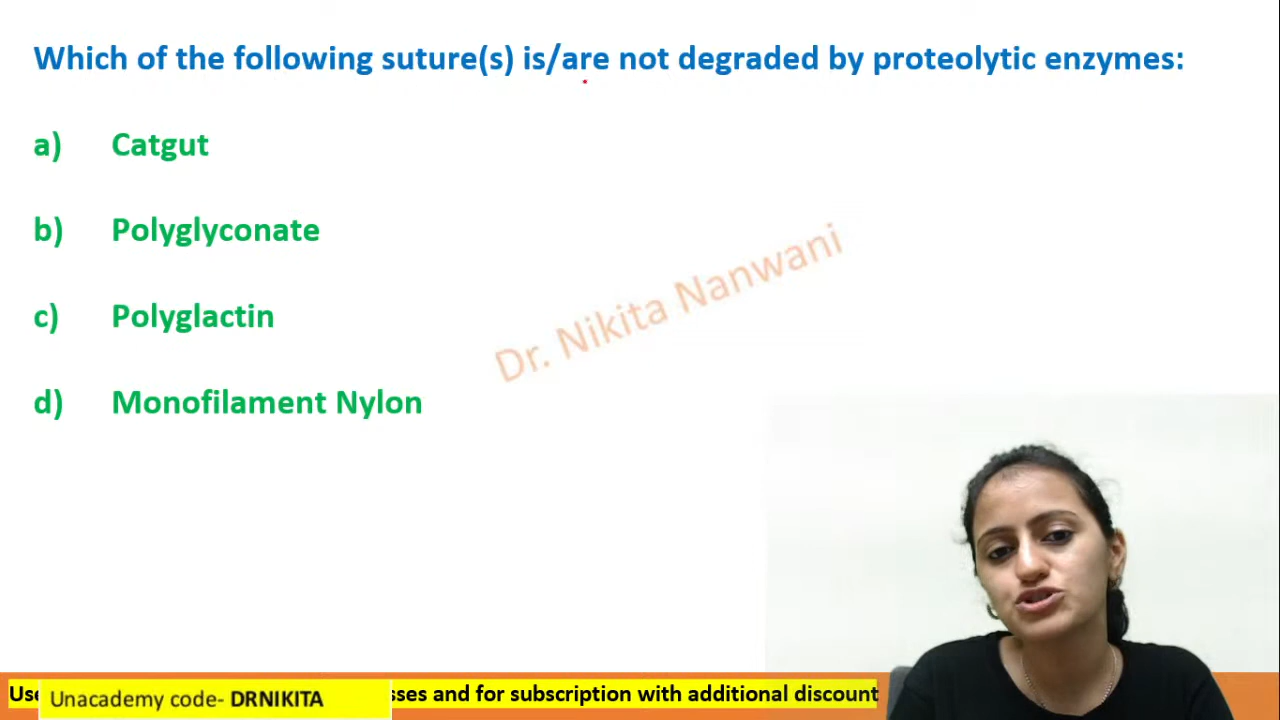 Which of the following suture(s) is/are not degraded by proteolytic enzymes:
a) Catgut
b) Polyglyconate
c) Polyglactin
d) Monofilament Nylon
Dr. Nikita Nanwani
Unacademy code- DRNIKITA
and for subscription with additional discount